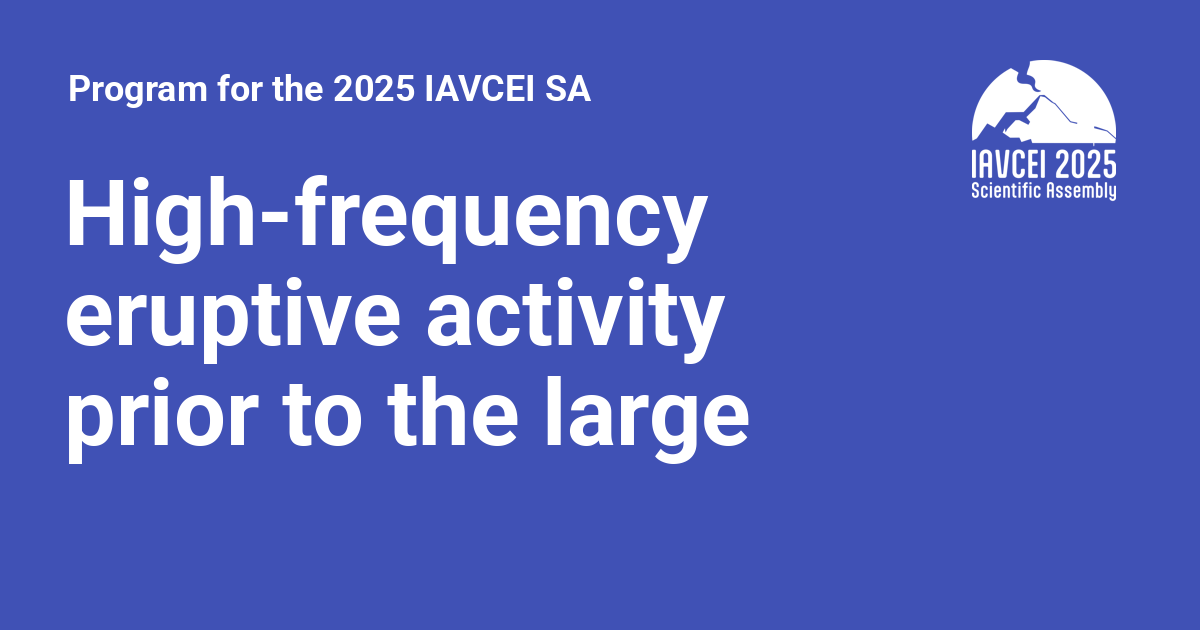 Program for the 2025 IAVCEI SA
IAVCEI 2025
Scientific Assembly
High-frequency
eruptive activity
prior to the large